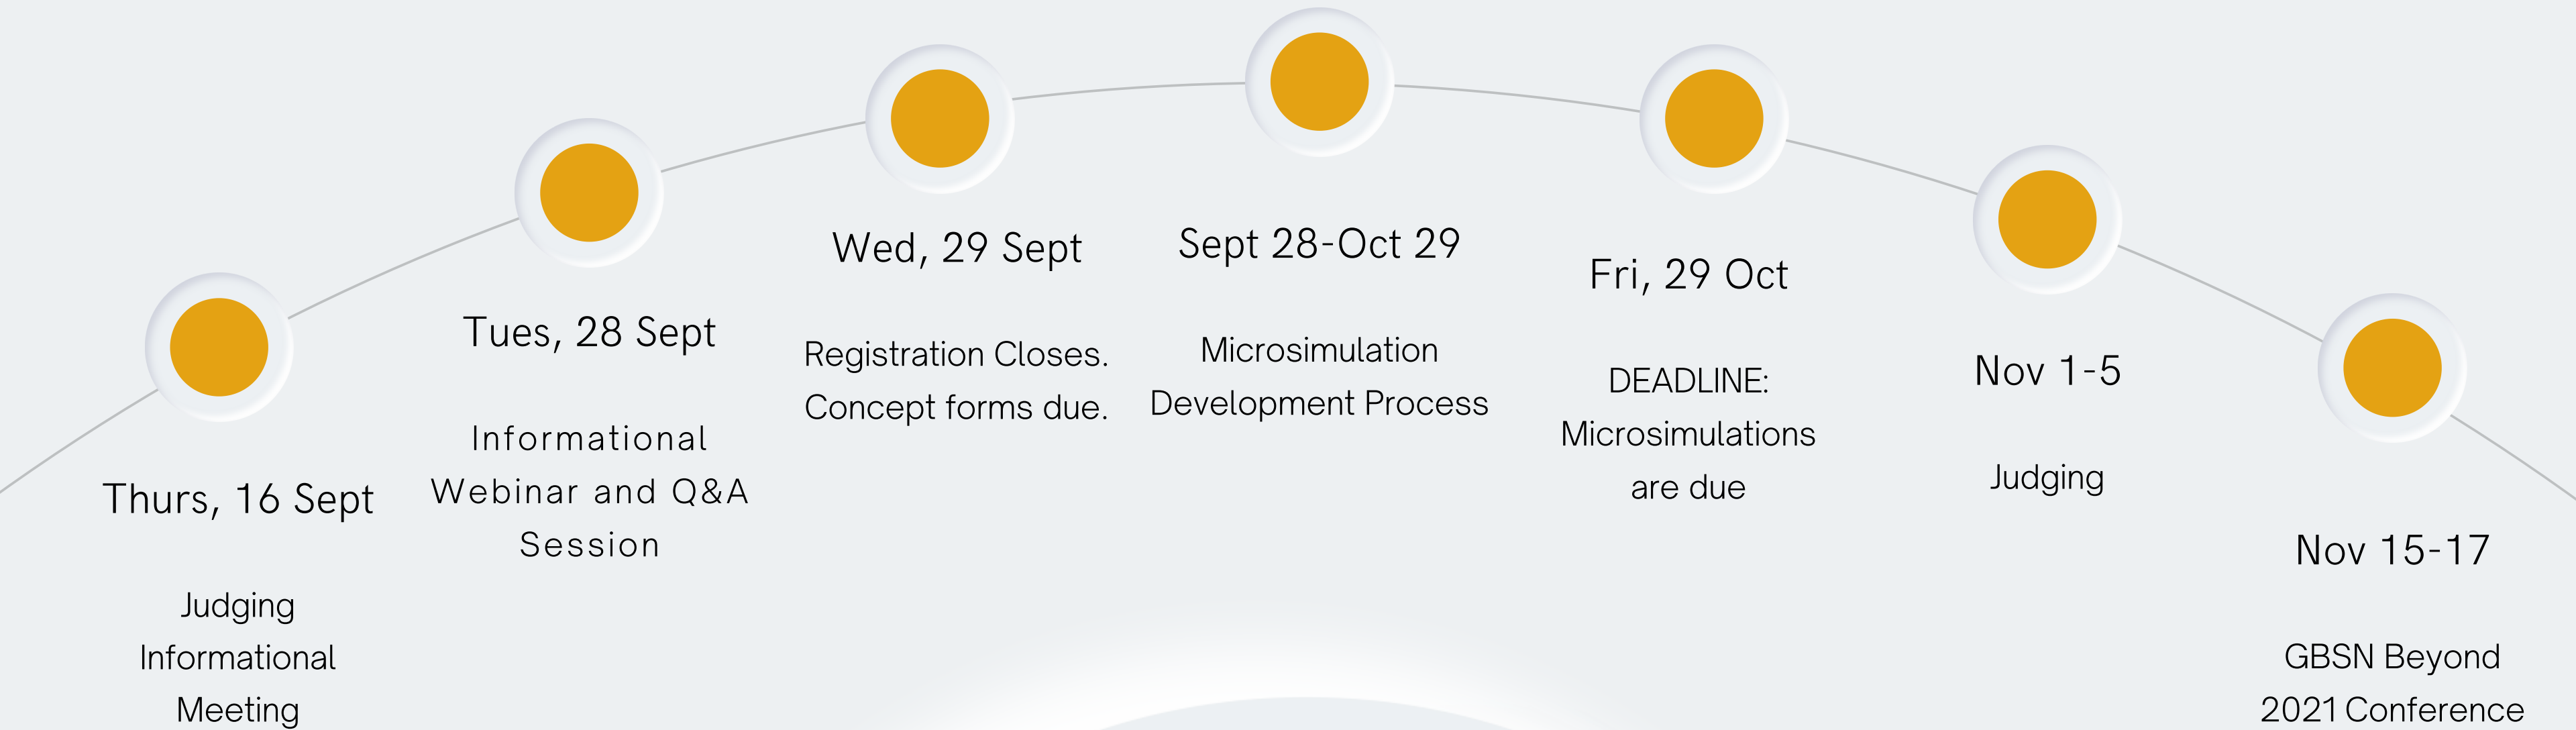 Thurs, 16 Sept
Judging
Informational
Meeting
Tues, 28 Sept
Informational
Webinar and Q&A
Session
Wed, 29 Sept
Registration Closes.
Concept forms due.
Sept 28-Oct 29
Microsimulation
Development Process
Fri, 29 Oct
DEADLINE:
Microsimulations
are due
Nov 1-5
Judging
Nov 15-17
GBSN Beyond
2021 Conference